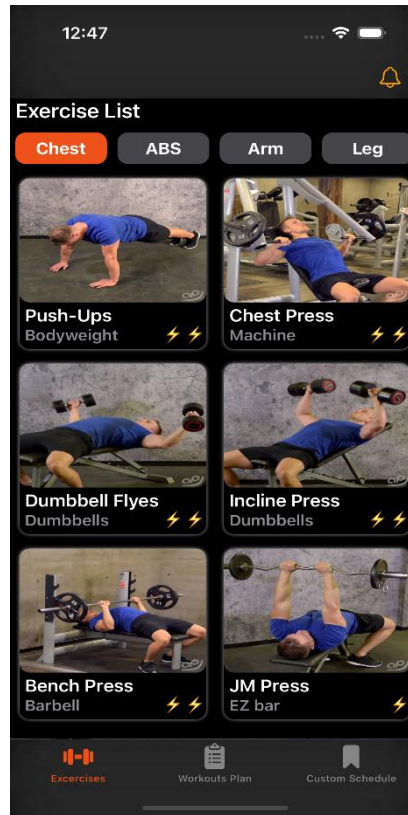 12:47
Exercise List
Chest ABS Arm Leg
Push-Ups Chest Press
Bodyweight Machine
Dumbbell Flyes Incline Press
Dumbbells Dumbbells
Bench Press JM Press
Barbell EZ bar
Excercises Workouts Plan Custom Schedule